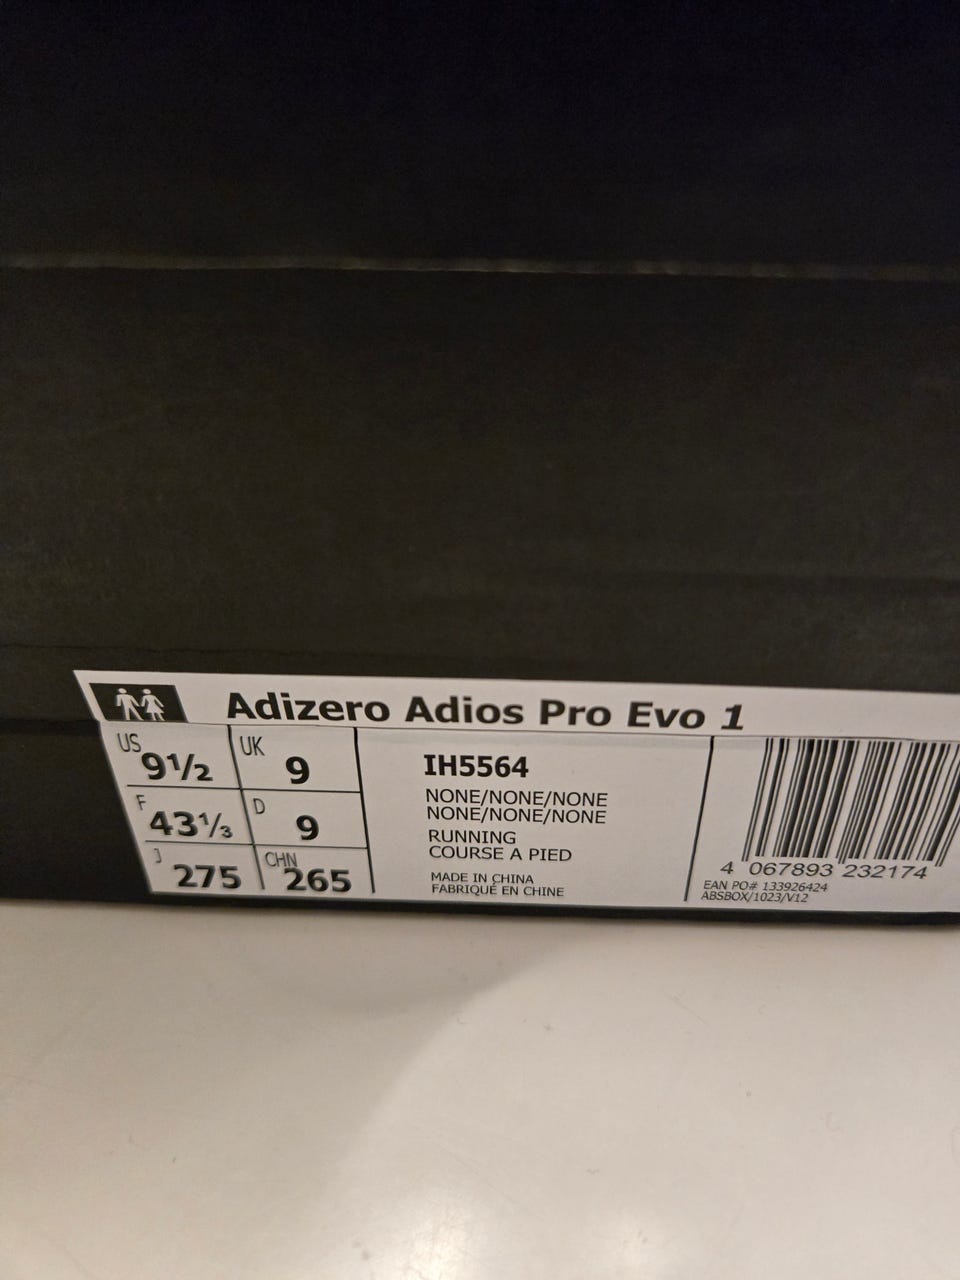 Adizero Adios Pro Evo 1
US 9½ UK 9
F 43⅓ D 9
J 275 CHN 265
IH5564
NONE/NONE/NONE
NONE/NONE/NONE
RUNNING
COURSE A PIED
MADE IN CHINA
FABRIQUÉ EN CHINE
4 067893 232174
EAN PO# 133926424
ABSBOX/1023/V12